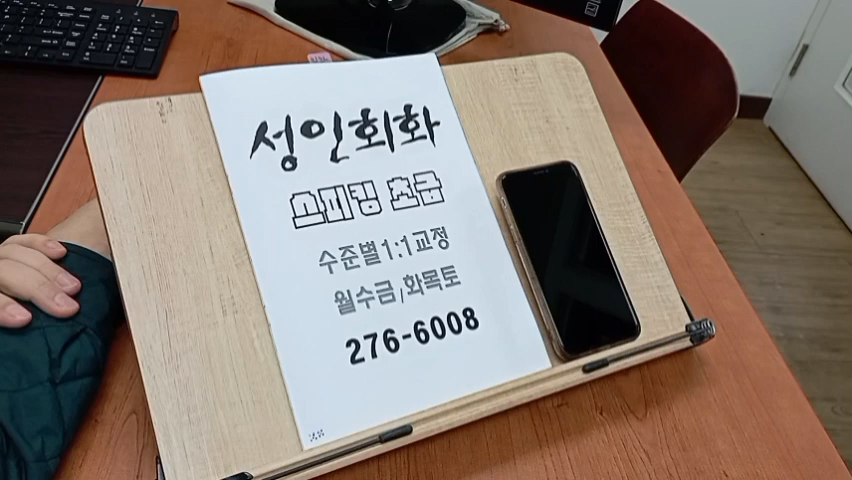 성인회화
스피킹 초급
수준별 1:1 교정
월수금/화목토
276-6008